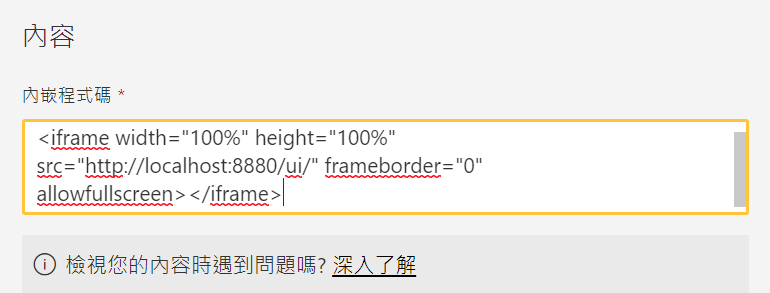 內容
內嵌程式碼 *
<iframe width="100%" height="100%"
src="http://localhost:8880/ui/" frameborder="0"
allowfullscreen></iframe>
檢視您的內容時遇到問題嗎? 深入了解